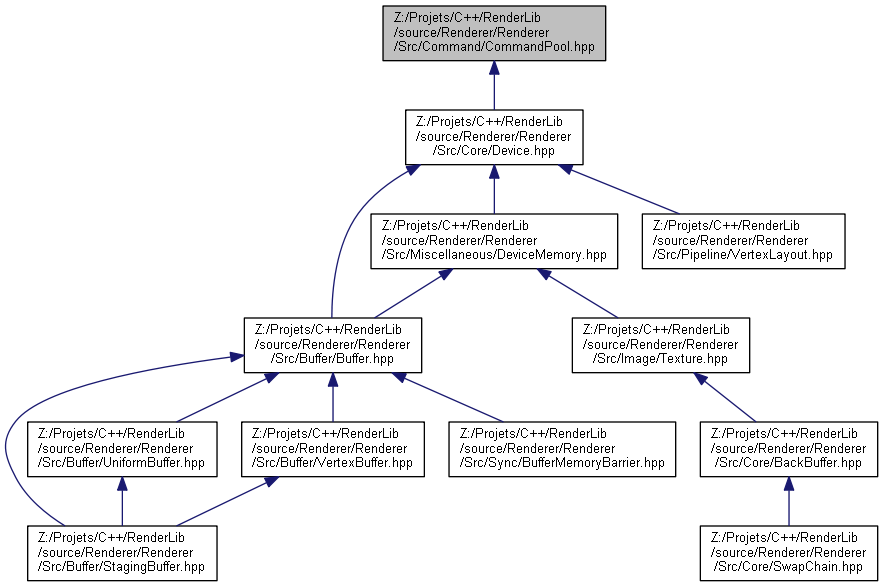 Z:/Projets/C++/RenderLib
/source/Renderer/Renderer
/Src/Command/CommandPool.hpp
Z:/Projets/C++/RenderLib
/source/Renderer/Renderer
/Src/Core/Device.hpp
Z:/Projets/C++/RenderLib
/source/Renderer/Renderer
/Src/Miscellaneous/DeviceMemory.hpp
Z:/Projets/C++/RenderLib
/source/Renderer/Renderer
/Src/Pipeline/VertexLayout.hpp
Z:/Projets/C++/RenderLib
/source/Renderer/Renderer
/Src/Buffer/Buffer.hpp
Z:/Projets/C++/RenderLib
/source/Renderer/Renderer
/Src/Image/Texture.hpp
Z:/Projets/C++/RenderLib
/source/Renderer/Renderer
/Src/Buffer/UniformBuffer.hpp
Z:/Projets/C++/RenderLib
/source/Renderer/Renderer
/Src/Buffer/VertexBuffer.hpp
Z:/Projets/C++/RenderLib
/source/Renderer/Renderer
/Src/Sync/BufferMemoryBarrier.hpp
Z:/Projets/C++/RenderLib
/source/Renderer/Renderer
/Src/Core/BackBuffer.hpp
Z:/Projets/C++/RenderLib
/source/Renderer/Renderer
/Src/Buffer/StagingBuffer.hpp
Z:/Projets/C++/RenderLib
/source/Renderer/Renderer
/Src/Core/SwapChain.hpp